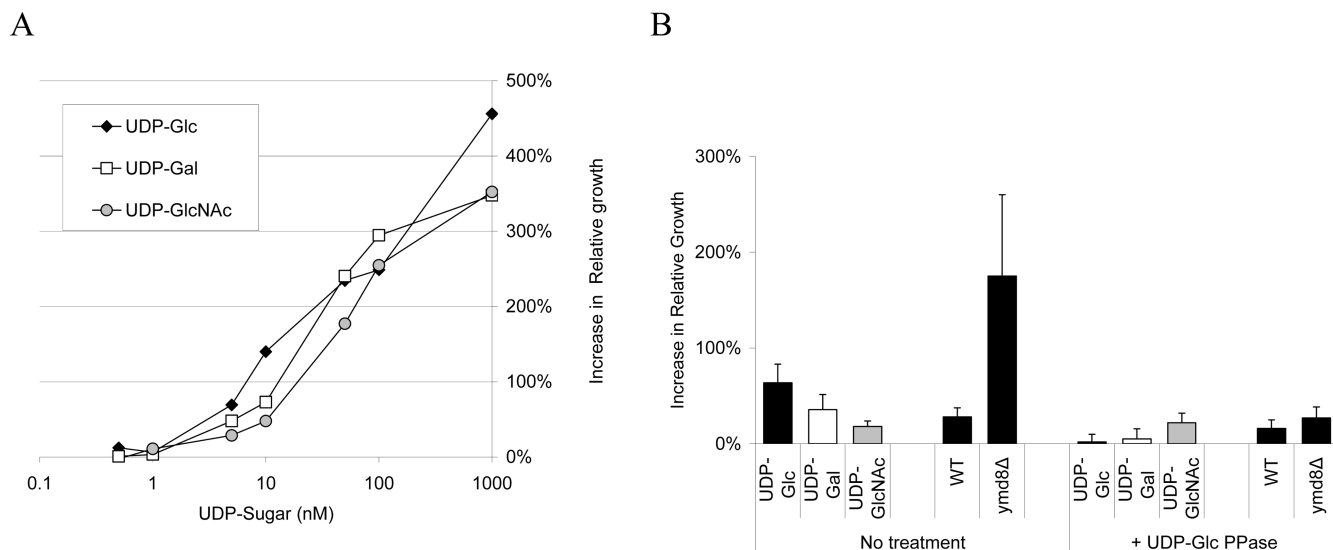 A
500%
400%
300%
200%
100%
0%
UDP-Glc
UDP-Gal
UDP-GlcNAc
0.1
1
10
100
1000
UDP-Sugar (nM)
Increase in Relative growth
B
300%
200%
100%
0%
Increase in Relative Growth
UDP-
Glc
UDP-
Gal
UDP-
GlcNAc
WT
ymd8Δ
UDP-
Glc
UDP-
Gal
UDP-
GlcNAc
WT
ymd8Δ
No treatment
+ UDP-Glc PPase